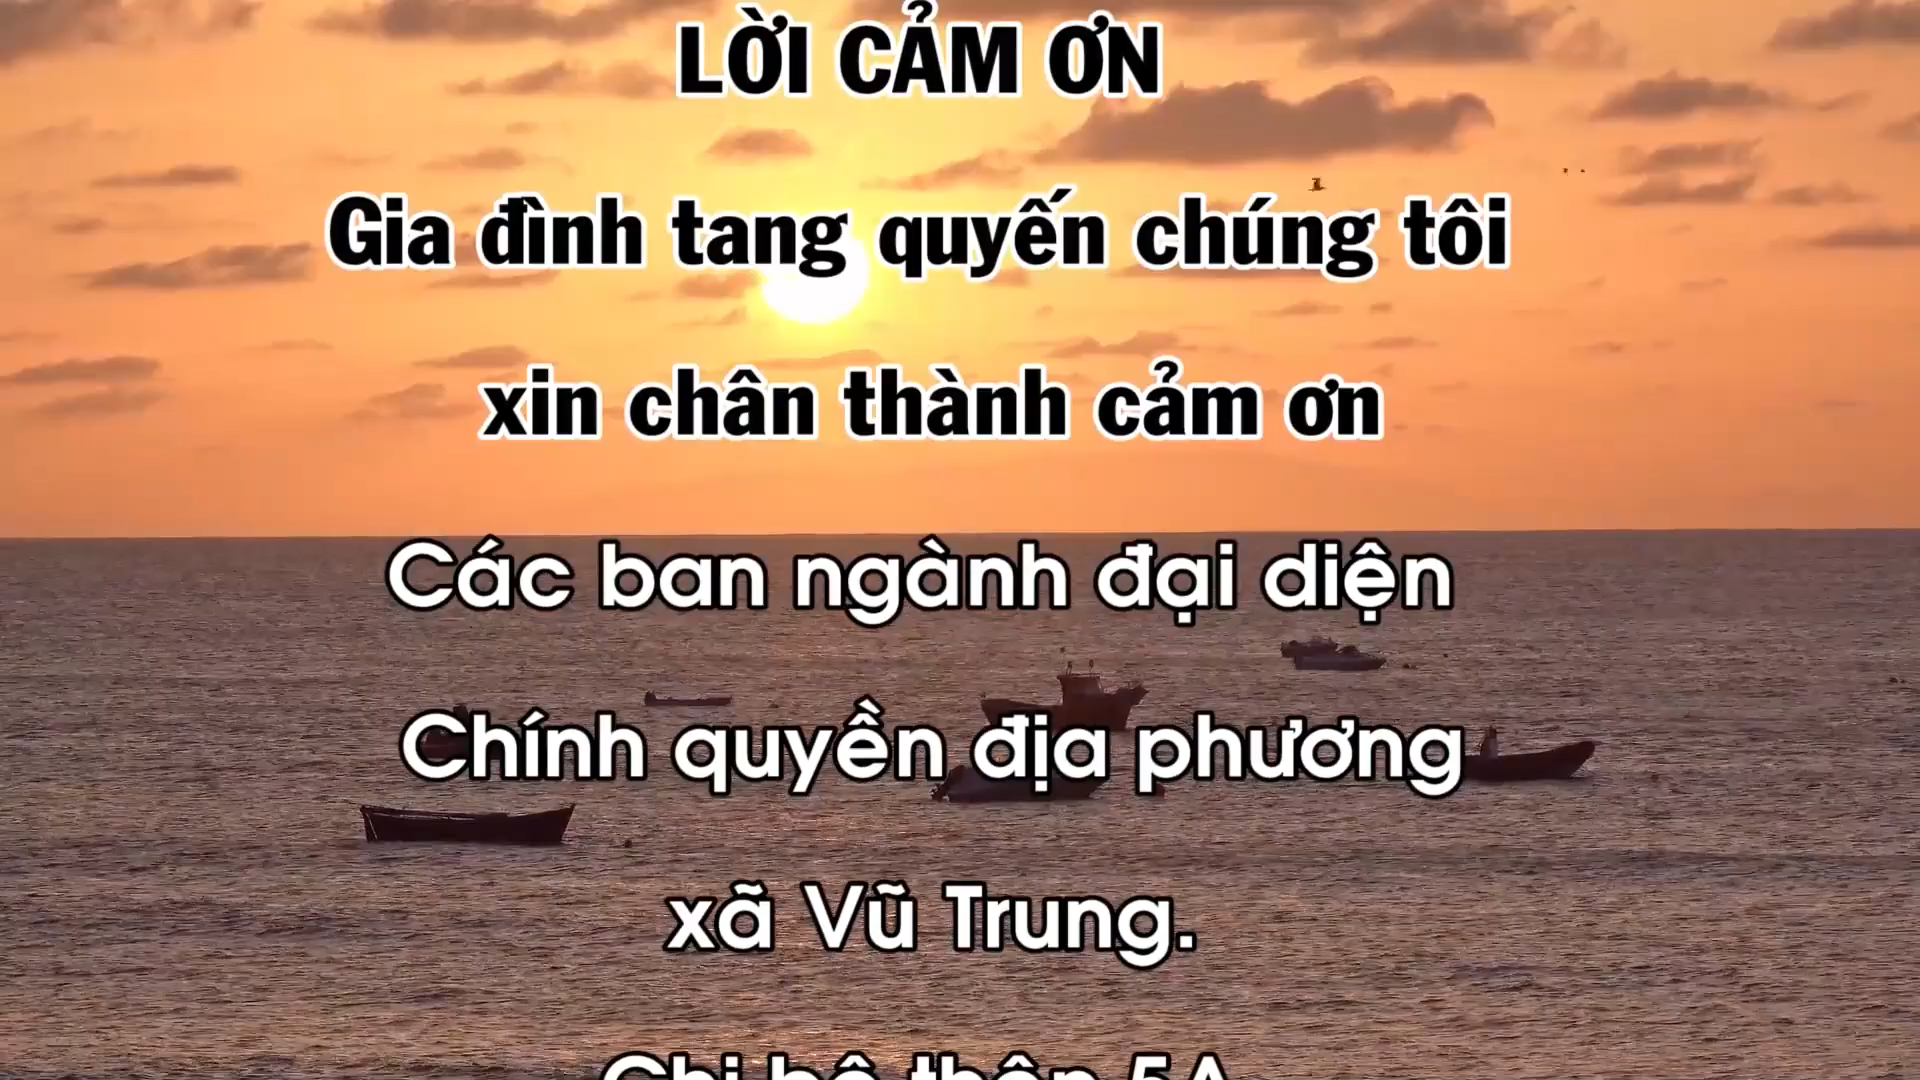 LỜI CẢM ƠN
Gia đình tang quyến chúng tôi
xin chân thành cảm ơn
Các ban ngành đại diện
Chính quyền địa phương
xã Vũ Trung.
Chi bộ thôn 5A